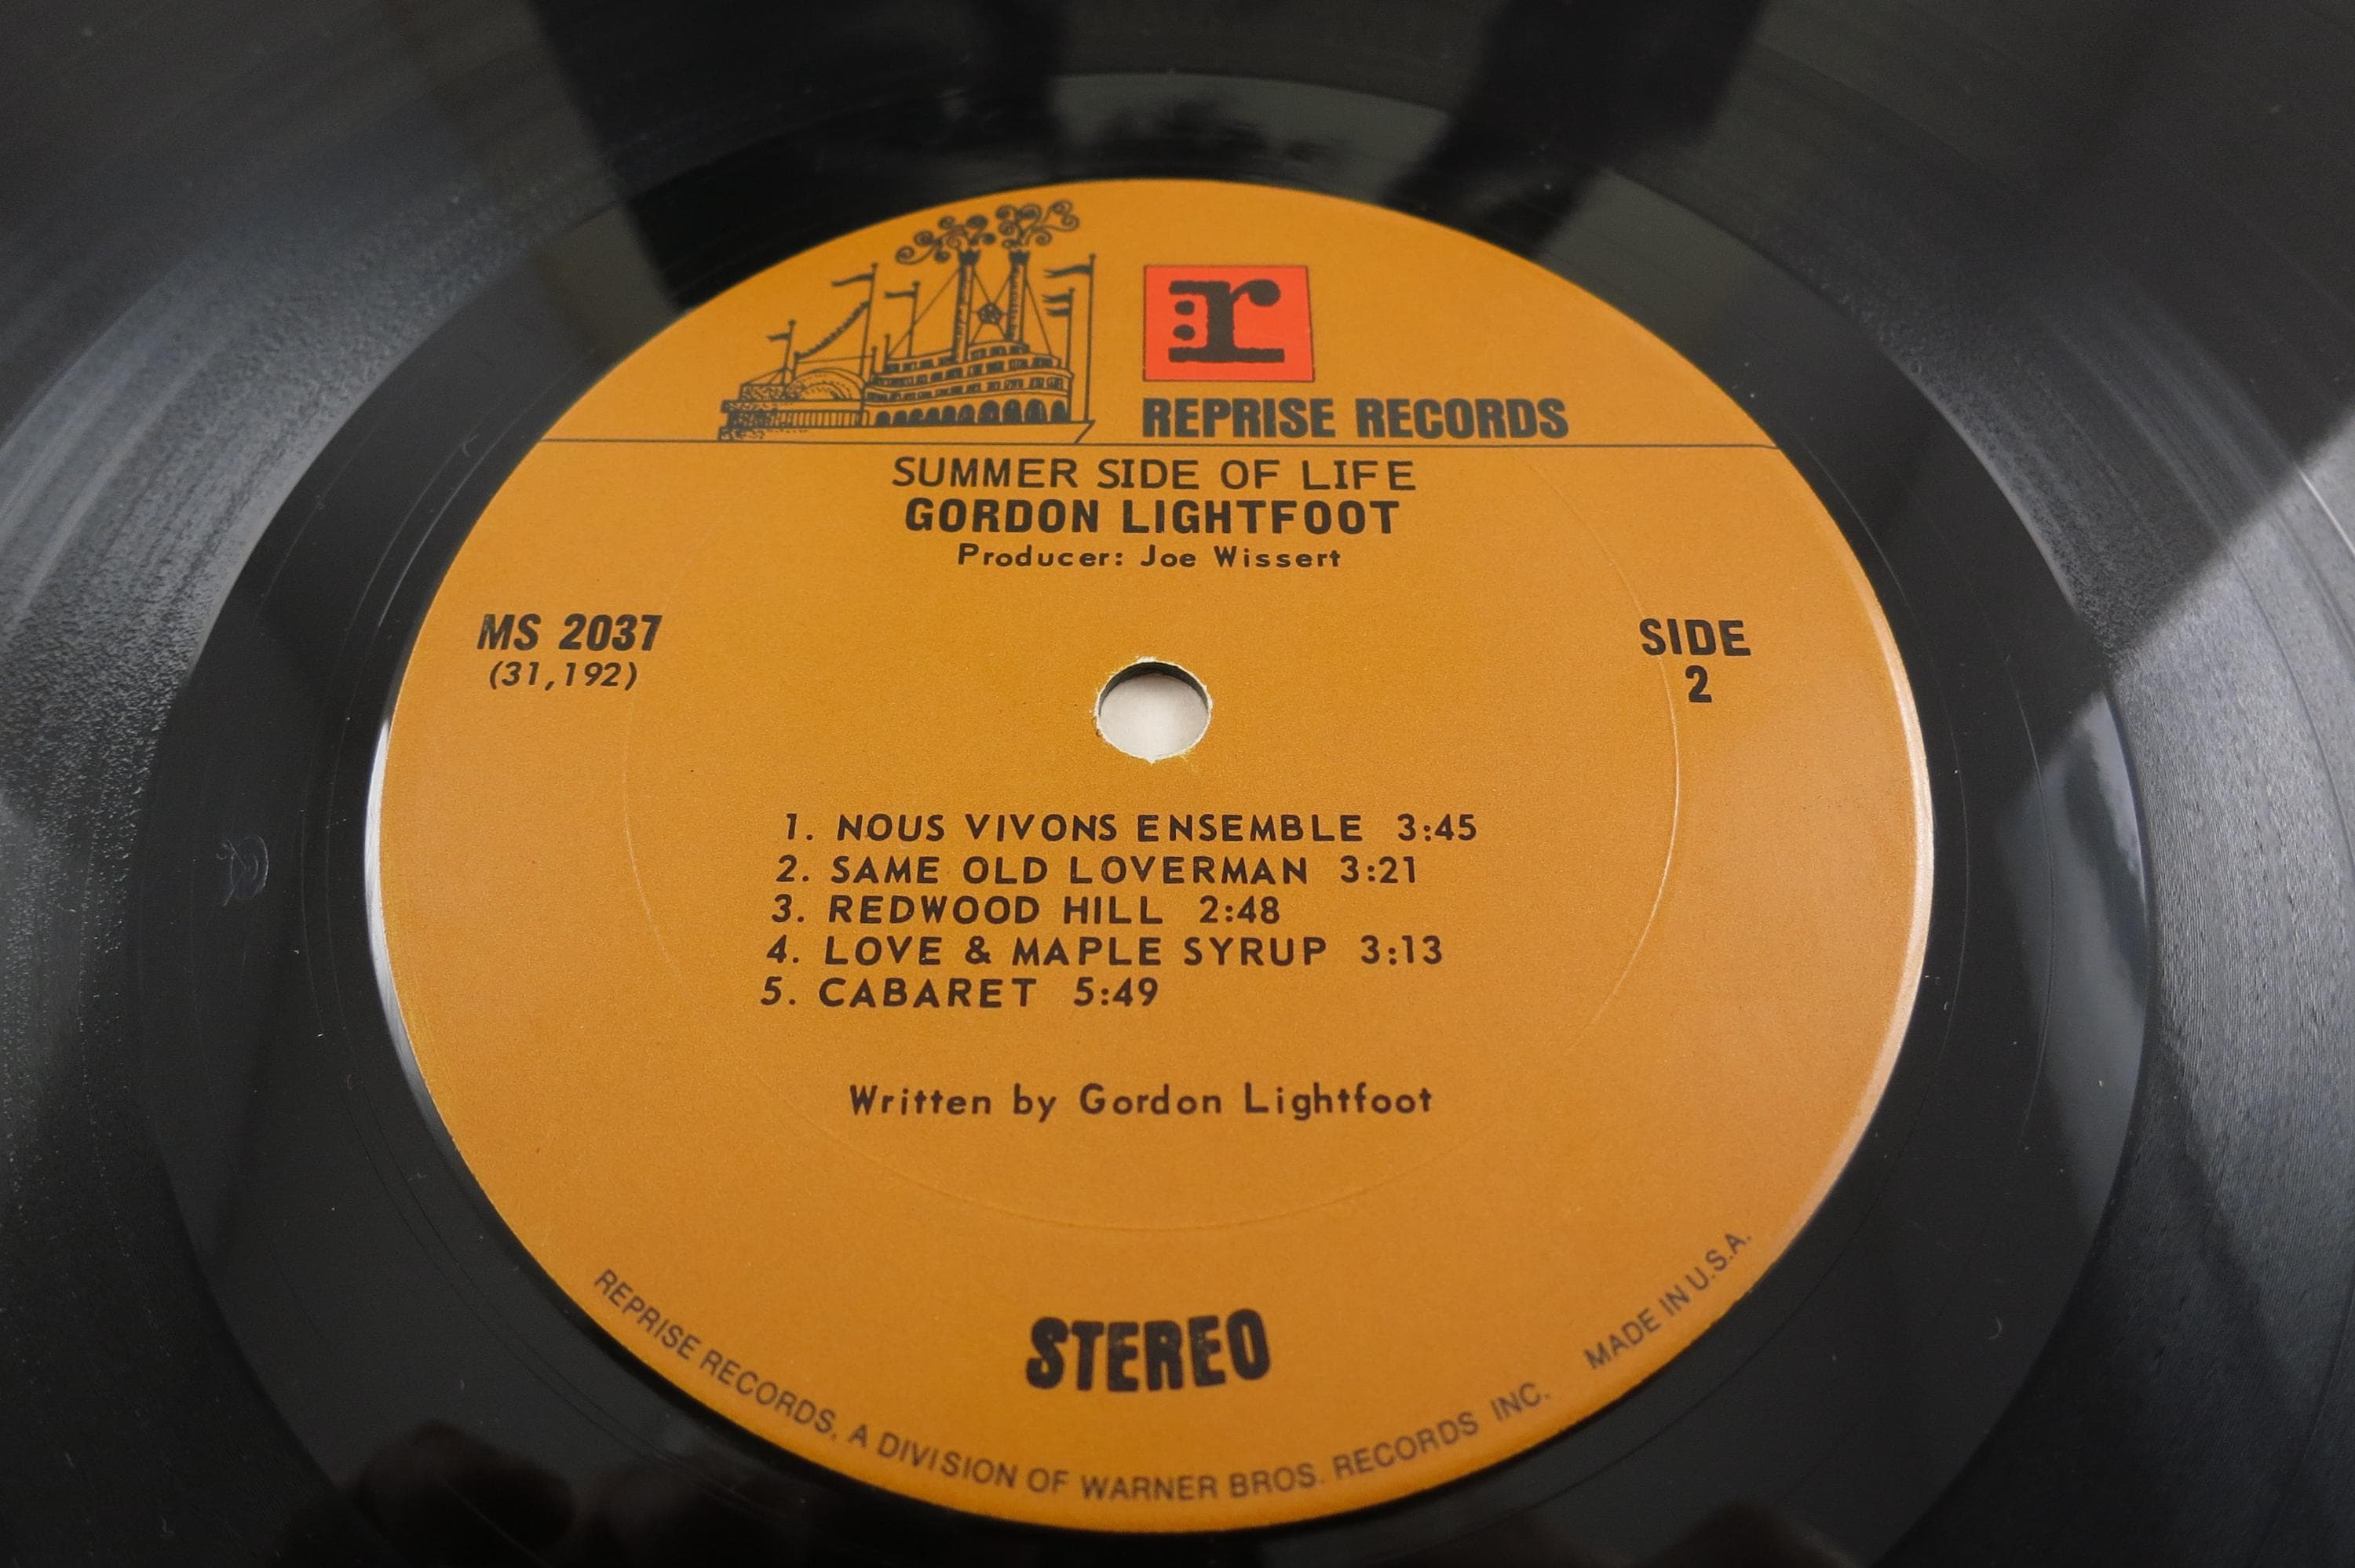 :r
REPRISE RECORDS
SUMMER SIDE OF LIFE
GORDON LIGHTFOOT
Producer: Joe Wissert
MS 2037
(31,192)
SIDE
2
1. NOUS VIVONS ENSEMBLE 3:45
2. SAME OLD LOVERMAN 3:21
3. REDWOOD HILL 2:48
4. LOVE & MAPLE SYRUP 3:13
5. CABARET 5:49
Written by Gordon Lightfoot
STEREO
REPRISE RECORDS, A DIVISION OF WARNER BROS. RECORDS INC. MADE IN U.S.A.